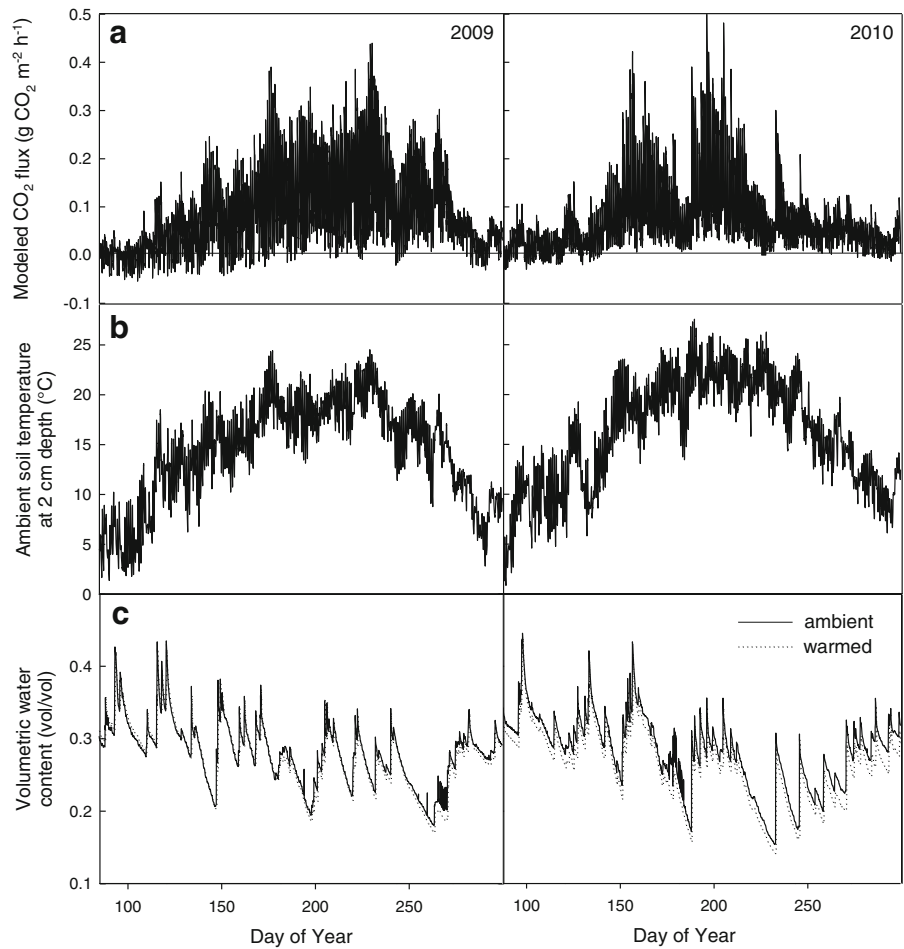 a
2009
2010
Modeled CO₂ flux (g CO₂ m⁻² h⁻¹)
0.5
0.4
0.3
0.2
0.1
0.0
-0.1
b
Ambient soil temperature
at 2 cm depth (°C)
25
20
15
10
5
0
c
ambient
warmed
Volumetric water
content (vol/vol)
0.4
0.3
0.2
0.1
100 150 200 250
100 150 200 250
Day of Year
Day of Year